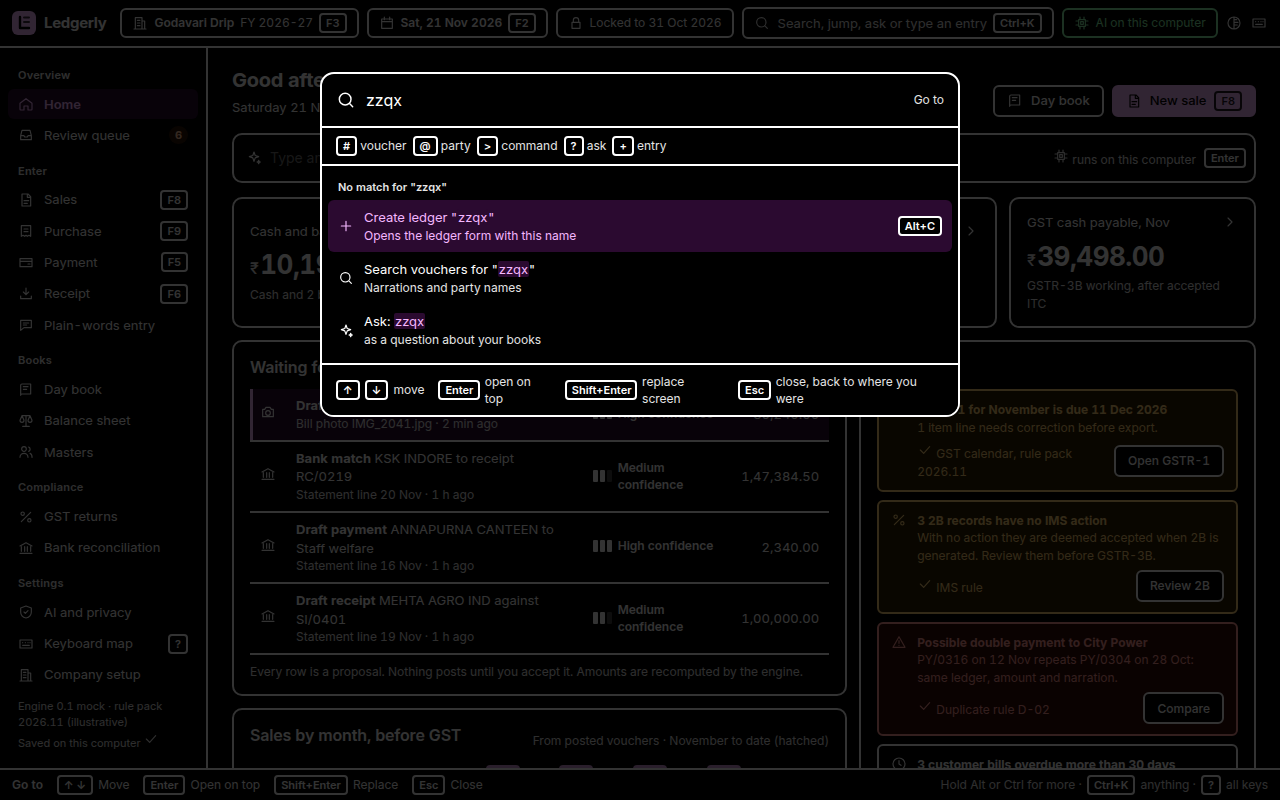 Ledgerly
Godavari Drip FY 2026-27 F3
Sat, 21 Nov 2026 F2
Locked to 31 Oct 2026
Search, jump, ask or type an entry Ctrl+K
AI on this computer
Overview
Home
Review queue 6
Enter
Sales F8
Purchase F9
Payment F5
Receipt F6
Plain-words entry
Books
Day book
Balance sheet
Masters
Compliance
GST returns
Bank reconciliation
Settings
AI and privacy
Keyboard map ?
Company setup
Engine 0.1 mock · rule pack
2026.11 (illustrative)
Saved on this computer
Good
Saturday 21
Day book
New sale F8
runs on this computer Enter
zzqx Go to
# voucher @ party > command ? ask + entry
No match for "zzqx"
Create ledger "zzqx" Alt+C
Opens the ledger form with this name
Search vouchers for "zzqx"
Narrations and party names
Ask: zzqx
as a question about your books
↑ ↓ move Enter open on top Shift+Enter replace screen Esc close, back to where you were
Cash and
₹10,1
Cash and 2
GST cash payable, Nov
₹39,498.00
GSTR-3B working, after accepted
ITC
Waiting
Bill photo IMG_2041.jpg · 2 min ago
Bank match KSK INDORE to receipt
RC/0219
Statement line 20 Nov · 1 h ago
Medium
confidence
1,47,384.50
Draft payment ANNAPURNA CANTEEN to
Staff welfare
Statement line 16 Nov · 1 h ago
High confidence
2,340.00
Draft receipt MEHTA AGRO IND against
SI/0401
Statement line 19 Nov · 1 h ago
Medium
confidence
1,00,000.00
Every row is a proposal. Nothing posts until you accept it. Amounts are recomputed by the engine.
Sales by month, before GST
From posted vouchers · November to date (hatched)
for November is due 11 Dec 2026
1 item line needs correction before export.
GST calendar, rule pack
2026.11
Open GSTR-1
3 2B records have no IMS action
With no action they are deemed accepted when 2B is
generated. Review them before GSTR-3B.
IMS rule
Review 2B
Possible double payment to City Power
PY/0316 on 12 Nov repeats PY/0304 on 28 Oct:
same ledger, amount and narration.
Duplicate rule D-02
Compare
3 customer bills overdue more than 30 days
Go to ↑ ↓ Move Enter Open on top Shift+Enter Replace Esc Close
Hold Alt or Ctrl for more · Ctrl+K anything · ? all keys